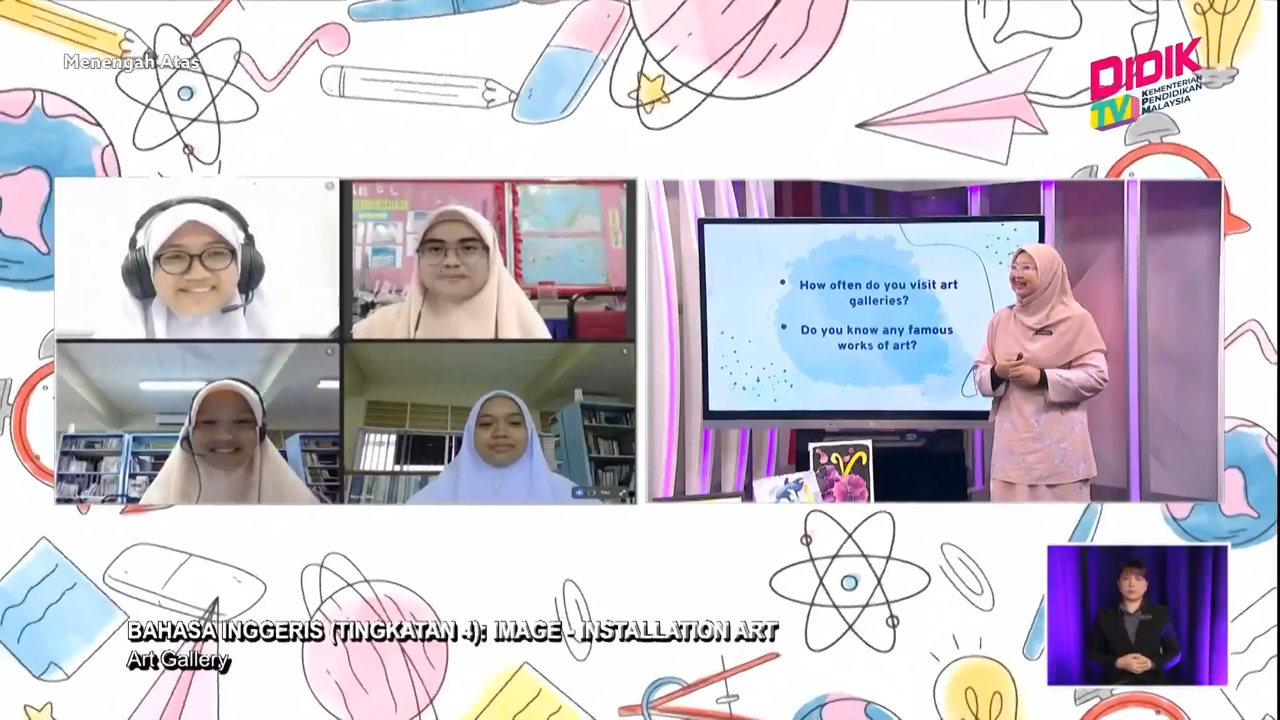 Menengah Atas
DIDIK
TV
KEMENTERIAN
PENDIDIKAN
MALAYSIA
• How often do you visit art
galleries?
• Do you know any famous
works of art?
BAHASA INGGERIS (TINGKATAN 4): IMAGE - INSTALLATION ART
Art Gallery